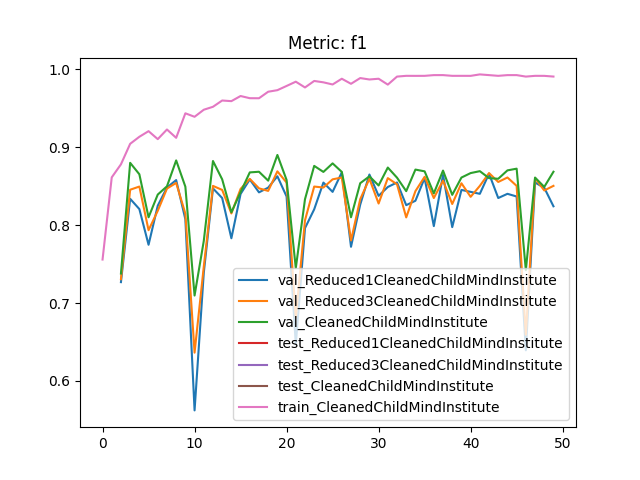 Metric: f1
1.0
0.9
0.8
0.7
0.6
0
10
20
30
40
50
val_Reduced1CleanedChildMindInstitute
val_Reduced3CleanedChildMindInstitute
val_CleanedChildMindInstitute
test_Reduced1CleanedChildMindInstitute
test_Reduced3CleanedChildMindInstitute
test_CleanedChildMindInstitute
train_CleanedChildMindInstitute